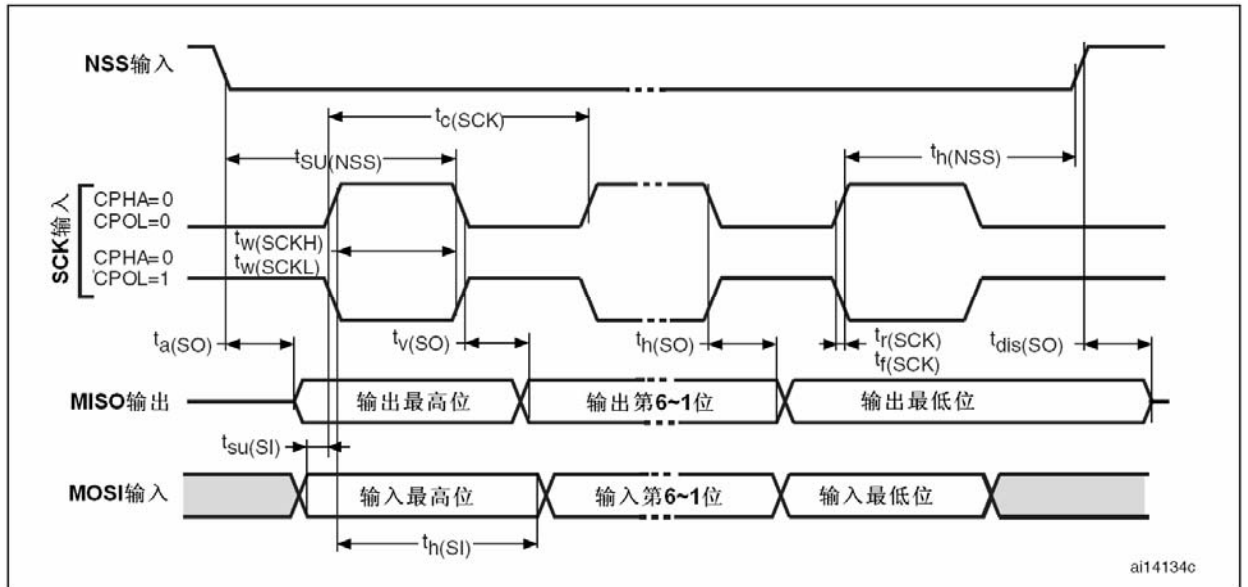 NSS输入
tc(SCK)
tSU(NSS)
th(NSS)
SCK输入
CPHA=0
CPOL=0
tw(SCKH)
CPHA=0
tw(SCKL)
CPOL=1
ta(SO)
tv(SO)
th(SO)
tr(SCK)
tf(SCK)
tdis(SO)
MISO输出
输出最高位
输出第6~1位
输出最低位
tsu(SI)
MOSI输入
输入最高位
输入第6~1位
输入最低位
th(SI)
ai14134c